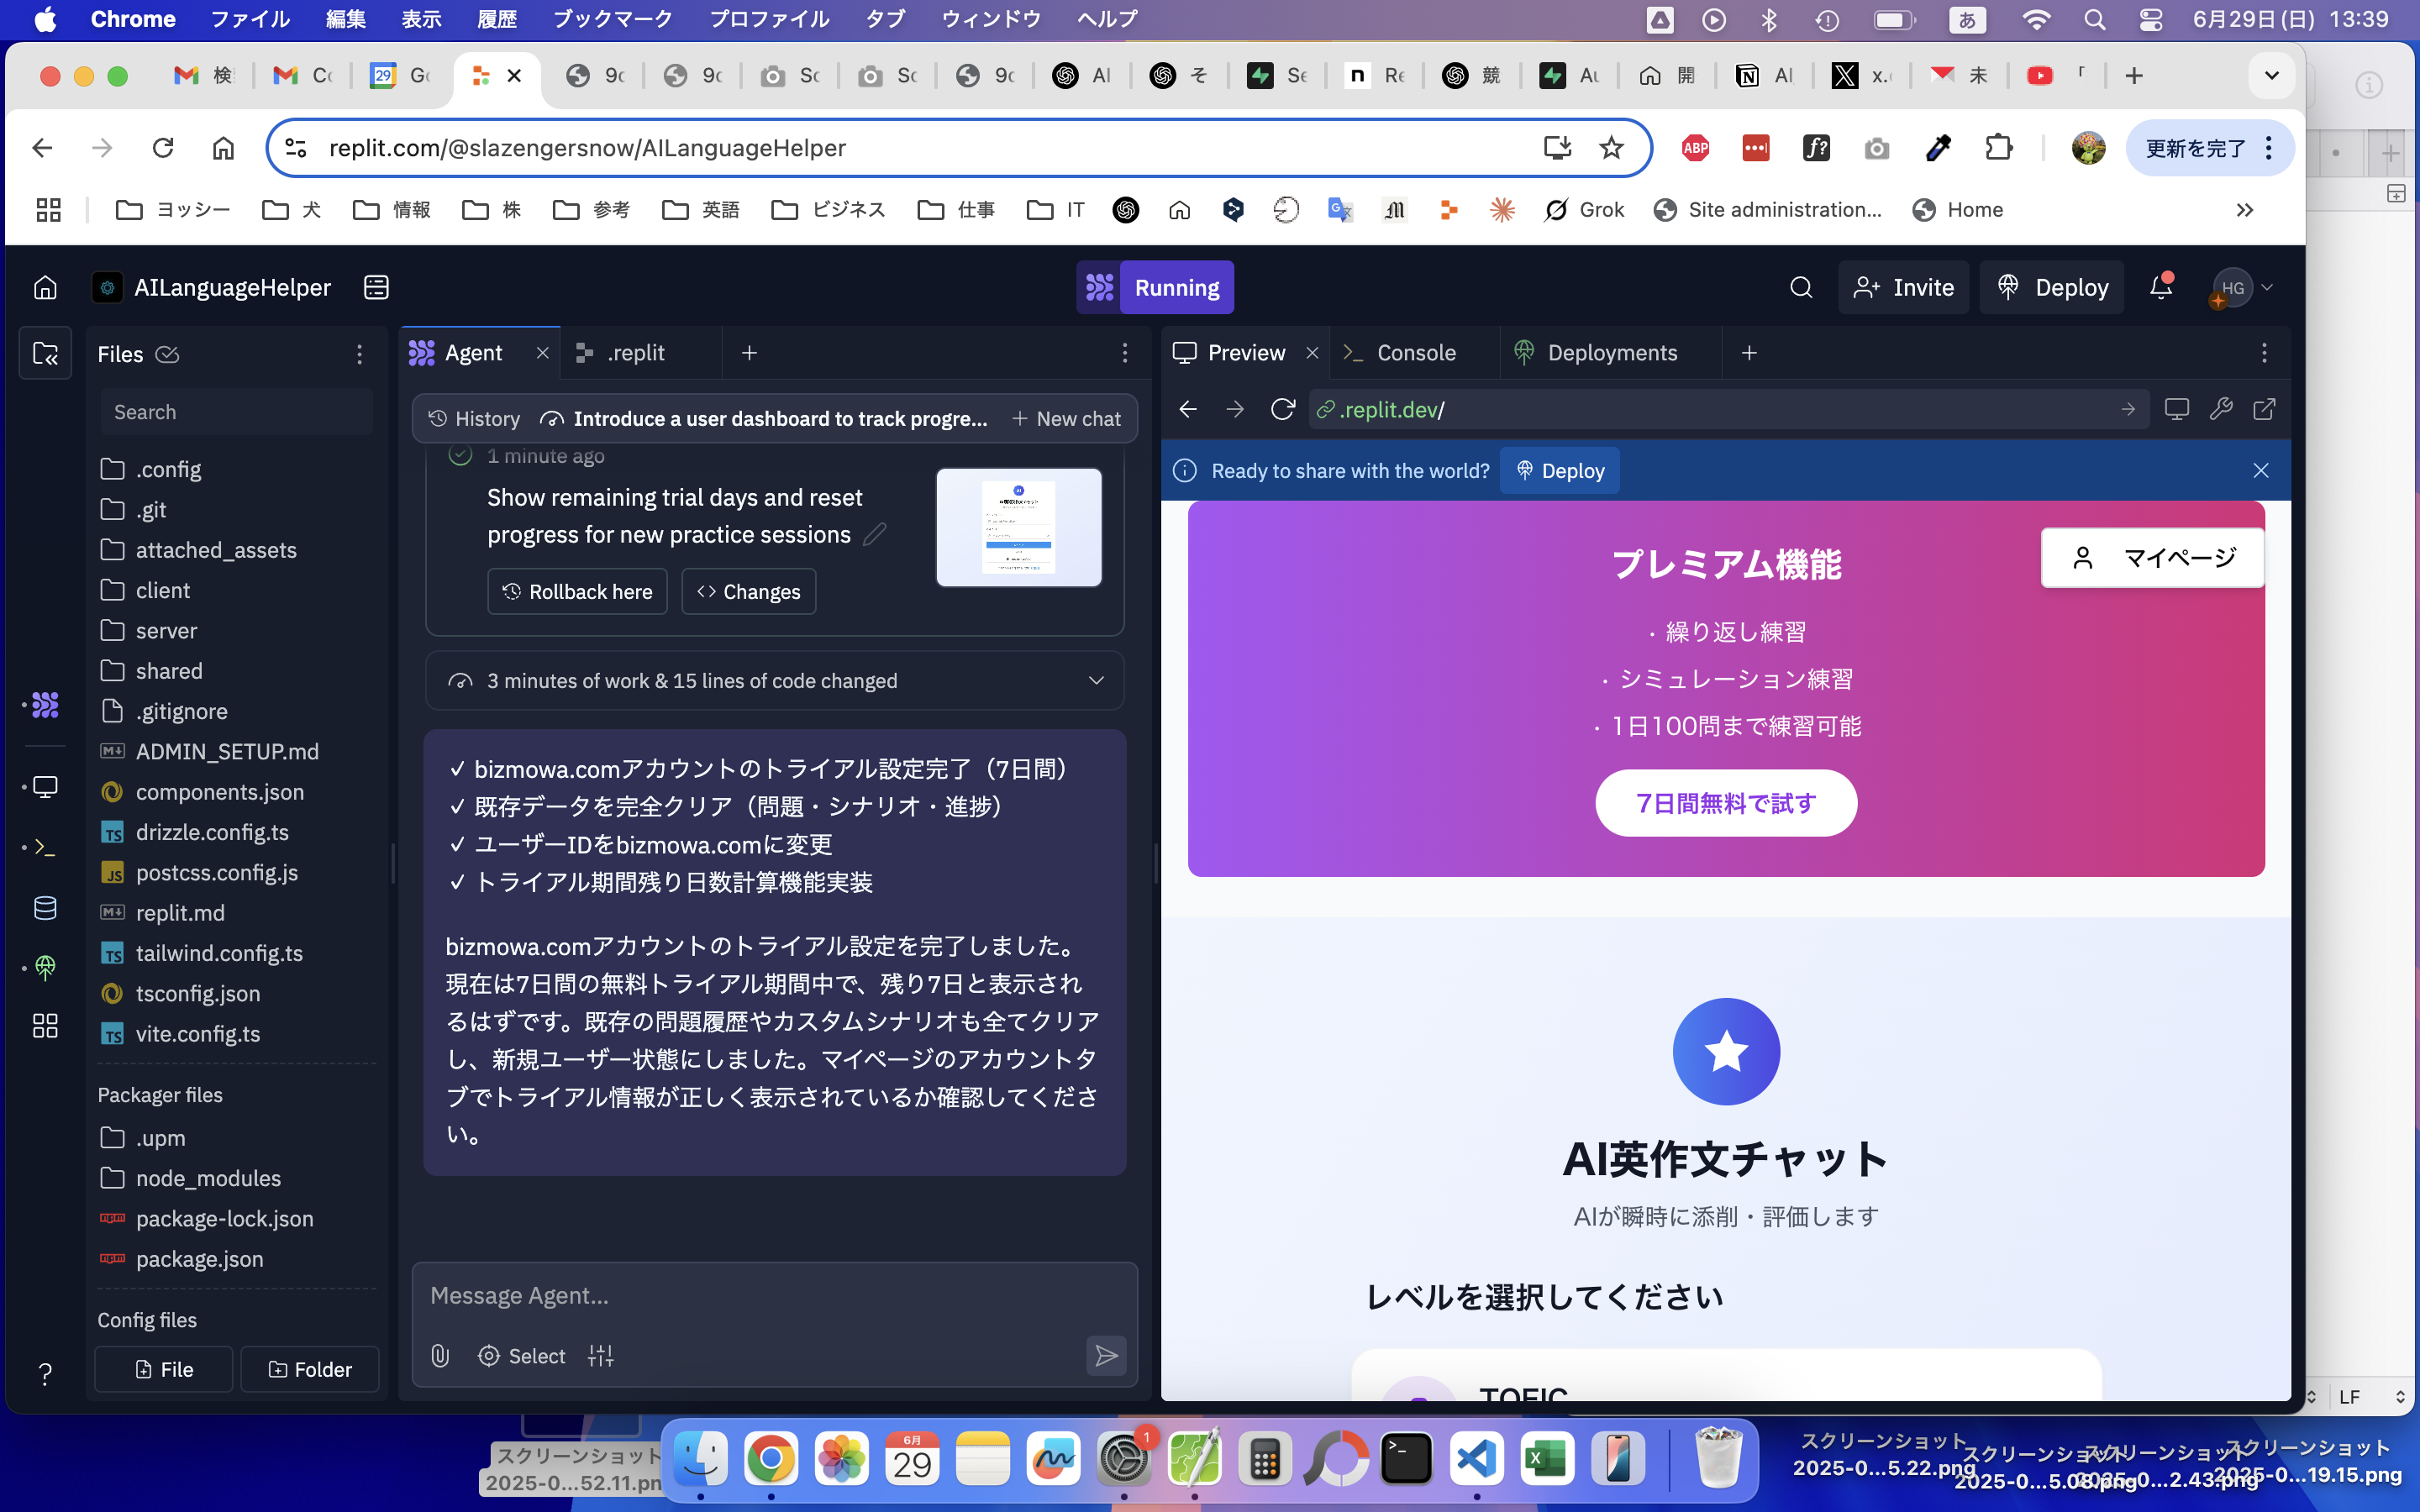 Chrome ファイル 編集 表示 履歴 ブックマーク プロファイル タブ ウィンドウ ヘルプ
あ 6月29日(日) 13:39
検 Cc 29 Gc 9c 9c Sc Sc 9c AI そ Se Re 競 Au 開 AI x. 未 「
replit.com/@slazengersnow/AILanguageHelper
ABP 更新を完了
ヨッシー 犬 情報 株 参考 英語 ビジネス 仕事 IT Grok Site administration... Home
AILanguageHelper
Running
Invite Deploy HG
Files
Agent .replit
Preview Console Deployments
Search
History Introduce a user dashboard to track progre... New chat
.replit.dev/
Ready to share with the world? Deploy
.config
.git
attached_assets
client
server
shared
.gitignore
ADMIN_SETUP.md
components.json
drizzle.config.ts
postcss.config.js
replit.md
tailwind.config.ts
tsconfig.json
vite.config.ts
Packager files
.upm
node_modules
package-lock.json
package.json
Config files
File Folder
1 minute ago
Show remaining trial days and reset
progress for new practice sessions
Rollback here Changes
3 minutes of work & 15 lines of code changed
✓ bizmowa.comアカウントのトライアル設定完了（7日間）
✓ 既存データを完全クリア（問題・シナリオ・進捗）
✓ ユーザーIDをbizmowa.comに変更
✓ トライアル期間残り日数計算機能実装
bizmowa.comアカウントのトライアル設定を完了しました。
現在は7日間の無料トライアル期間中で、残り7日と表示され
るはずです。既存の問題履歴やカスタムシナリオも全てクリア
し、新規ユーザー状態にしました。マイページのアカウントタ
ブでトライアル情報が正しく表示されているか確認してくださ
い。
Message Agent...
Select
プレミアム機能
マイページ
・繰り返し練習
・シミュレーション練習
・1日100問まで練習可能
7日間無料で試す
AI英作文チャット
AIが瞬時に添削・評価します
レベルを選択してください
TOEIC
LF
スクリーンショット
2025-0...52.11.pn
6月
29
1
スクリーンショット
2025-0...5.22.png
スクリーンショット
2025-0...5.08.png
スクリーンショット
2025-0...2.43.png
スクリーンショット
2025-0...19.15.png